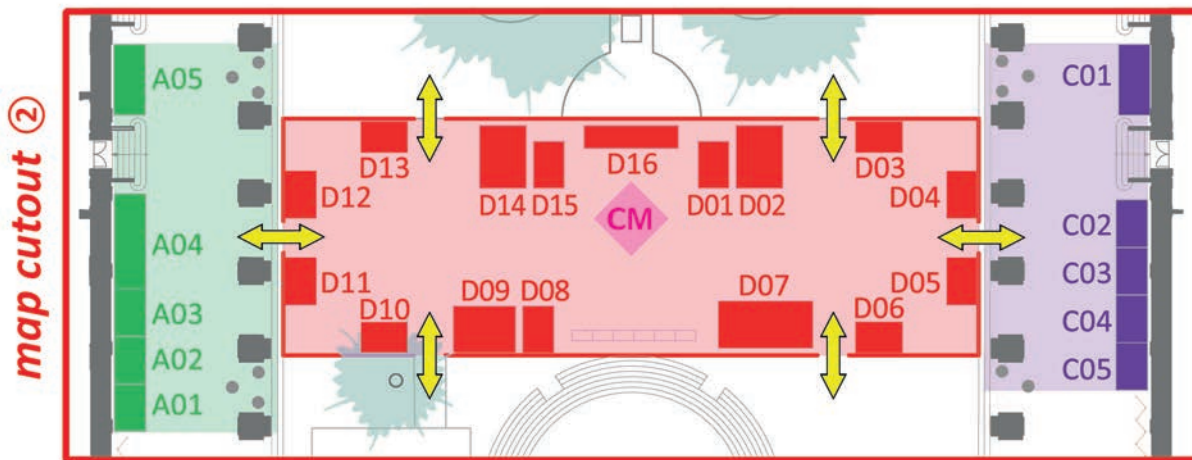 map cutout ②
A05
A04
A03
A02
A01
D13
D12
D11
D10
D14
D15
D16
D01
D02
D03
D04
CM
D09
D08
D07
D06
D05
C01
C02
C03
C04
C05